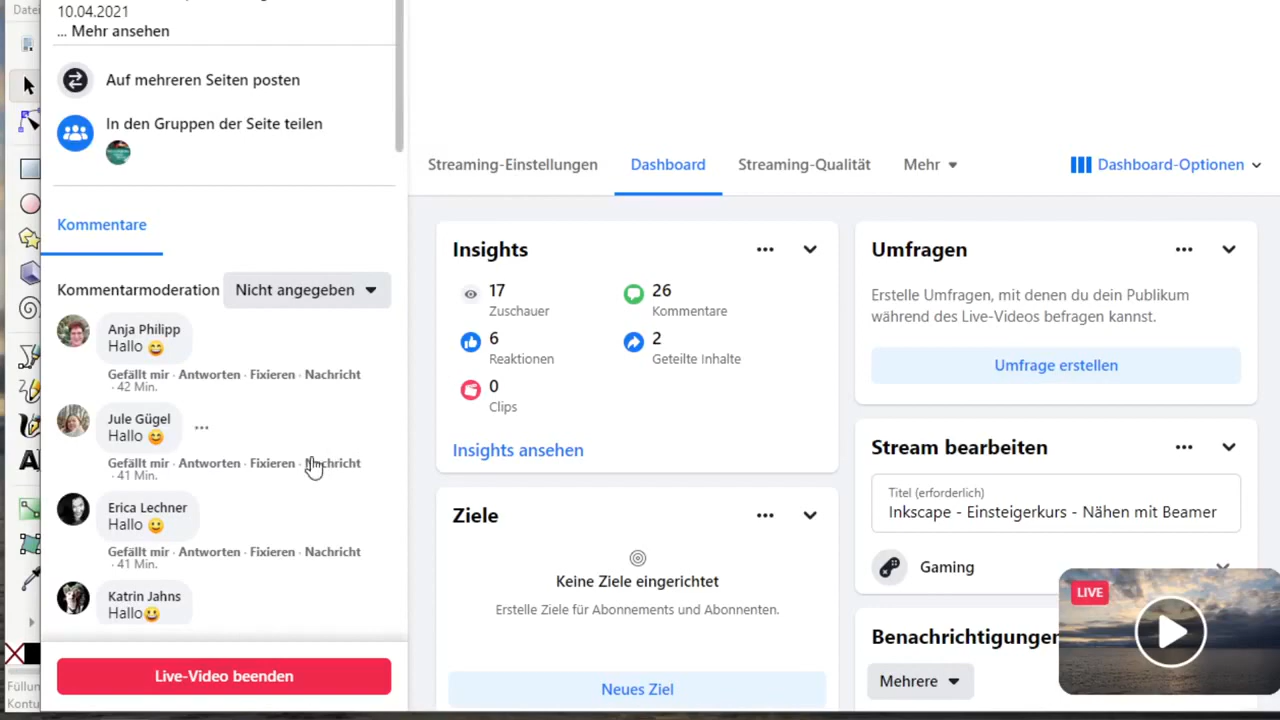 Datei
10.04.2021
... Mehr ansehen
Auf mehreren Seiten posten
In den Gruppen der Seite teilen
Kommentare
Kommentarmoderation Nicht angegeben
Anja Philipp
Hallo 😄
Gefällt mir · Antworten · Fixieren · Nachricht
· 42 Min.
Jule Gügel
Hallo 😊
Gefällt mir · Antworten · Fixieren · Nachricht
· 41 Min.
Erica Lechner
Hallo 😀
Gefällt mir · Antworten · Fixieren · Nachricht
· 41 Min.
Katrin Jahns
Hallo😀
Live-Video beenden
Füllun
Kontu
Streaming-Einstellungen Dashboard Streaming-Qualität Mehr Dashboard-Optionen
Insights
17
Zuschauer
26
Kommentare
6
Reaktionen
2
Geteilte Inhalte
0
Clips
Insights ansehen
Ziele
Keine Ziele eingerichtet
Erstelle Ziele für Abonnements und Abonnenten.
Neues Ziel
Umfragen
Erstelle Umfragen, mit denen du dein Publikum
während des Live-Videos befragen kannst.
Umfrage erstellen
Stream bearbeiten
Titel (erforderlich)
Inkscape - Einsteigerkurs - Nähen mit Beamer
Gaming
Benachrichtigungen
Mehrere
LIVE